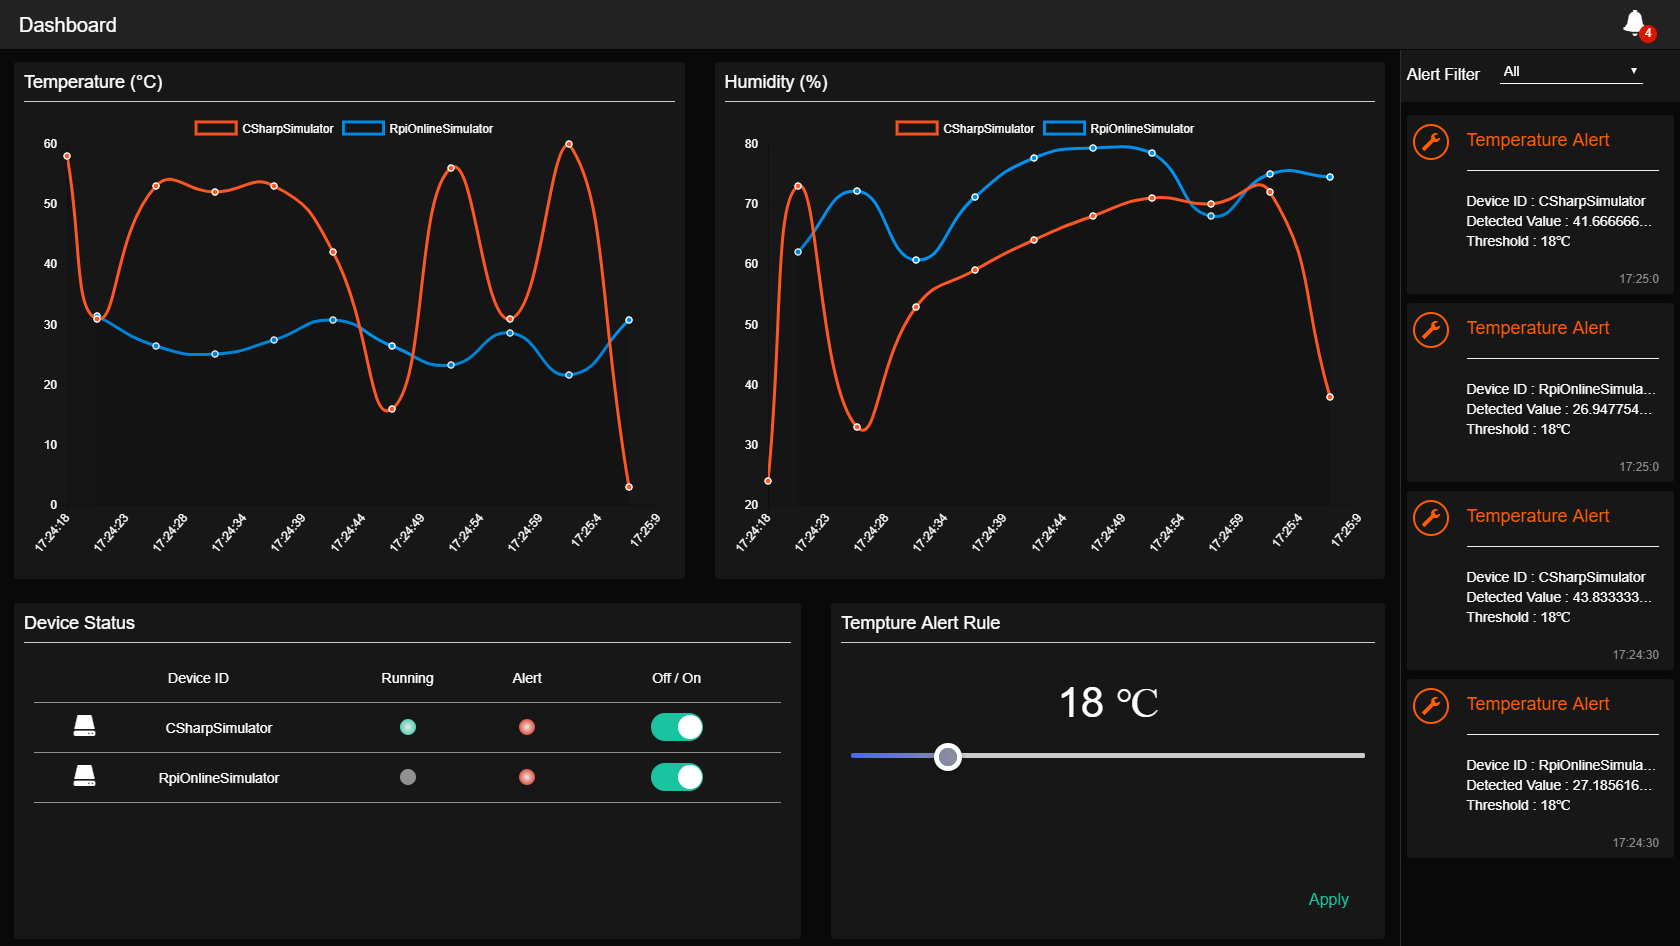 Dashboard
4
Temperature (°C)
CSharpSimulator RpiOnlineSimulator
60
50
40
30
20
10
0
17:24:18 17:24:23 17:24:28 17:24:34 17:24:39 17:24:44 17:24:49 17:24:54 17:24:59 17:25:4 17:25:9
Humidity (%)
CSharpSimulator RpiOnlineSimulator
80
70
60
50
40
30
20
17:24:18 17:24:23 17:24:28 17:24:34 17:24:39 17:24:44 17:24:49 17:24:54 17:24:59 17:25:4 17:25:9
Device Status
Device ID Running Alert Off / On
CSharpSimulator
RpiOnlineSimulator
Tempture Alert Rule
18 ℃
Apply
Alert Filter All
Temperature Alert
Device ID : CSharpSimulator
Detected Value : 41.666666...
Threshold : 18℃
17:25:0
Temperature Alert
Device ID : RpiOnlineSimula...
Detected Value : 26.947754...
Threshold : 18℃
17:25:0
Temperature Alert
Device ID : CSharpSimulator
Detected Value : 43.833333...
Threshold : 18℃
17:24:30
Temperature Alert
Device ID : RpiOnlineSimula...
Detected Value : 27.185616...
Threshold : 18℃
17:24:30